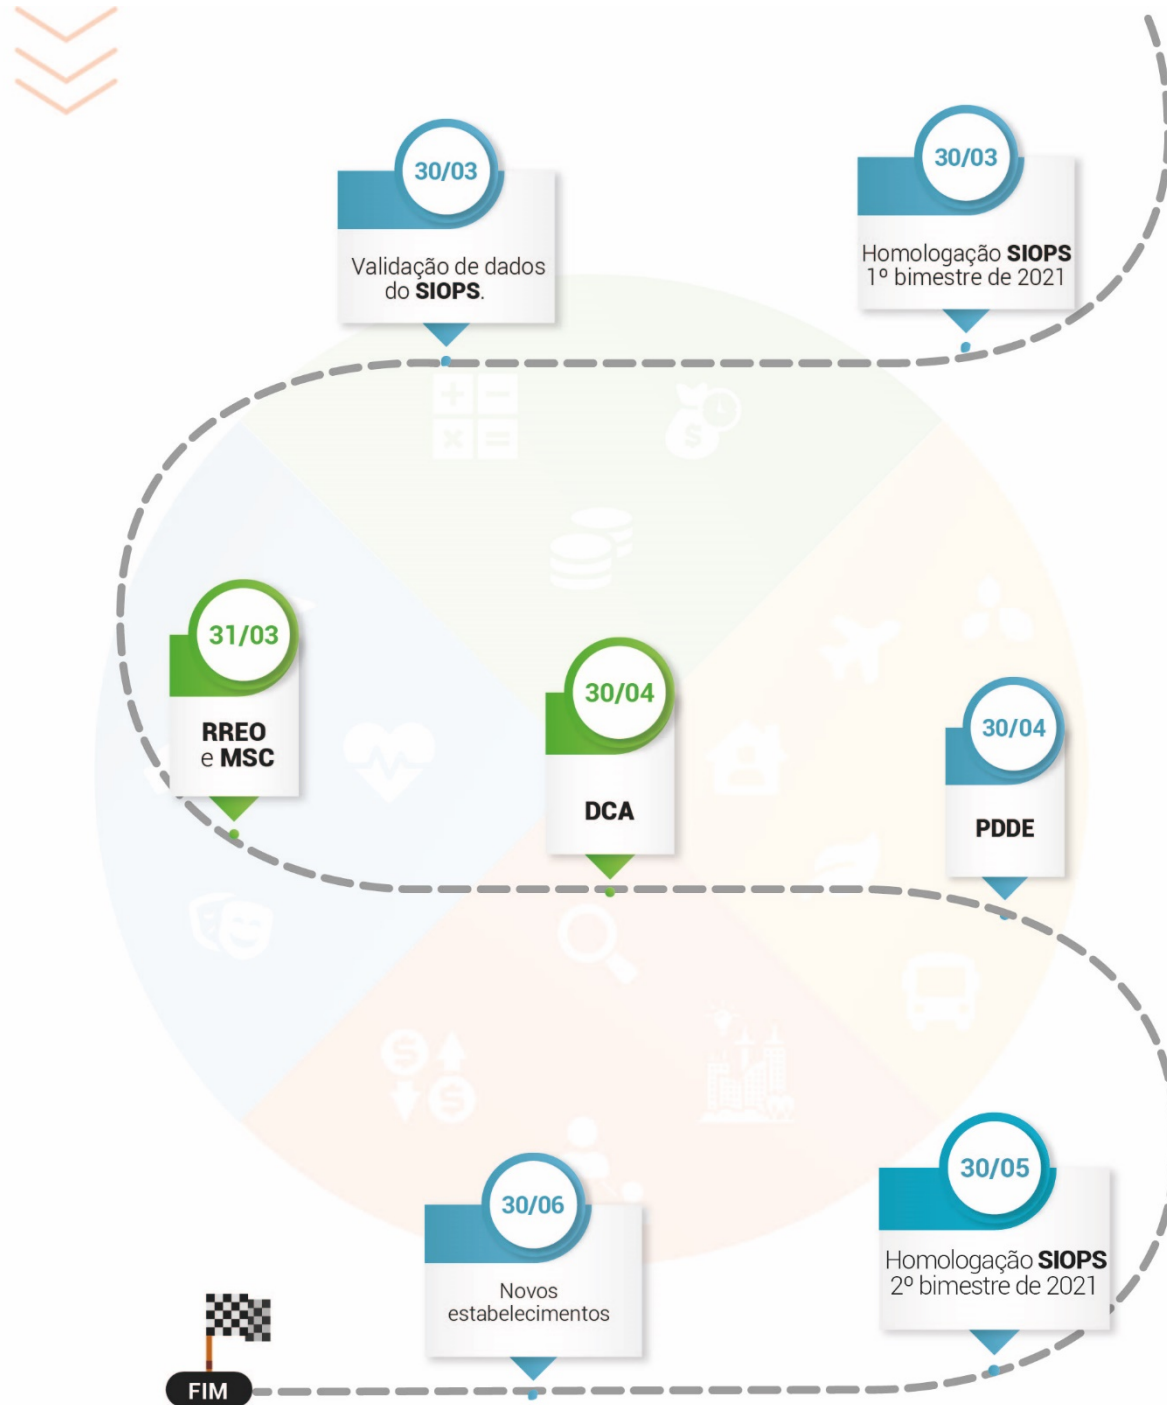 30/03
Homologação SIOPS
1º bimestre de 2021
30/03
Validação de dados
do SIOPS.
31/03
RREO
e MSC
30/04
DCA
30/04
PDDE
30/05
Homologação SIOPS
2º bimestre de 2021
30/06
Novos
estabelecimentos
FIM